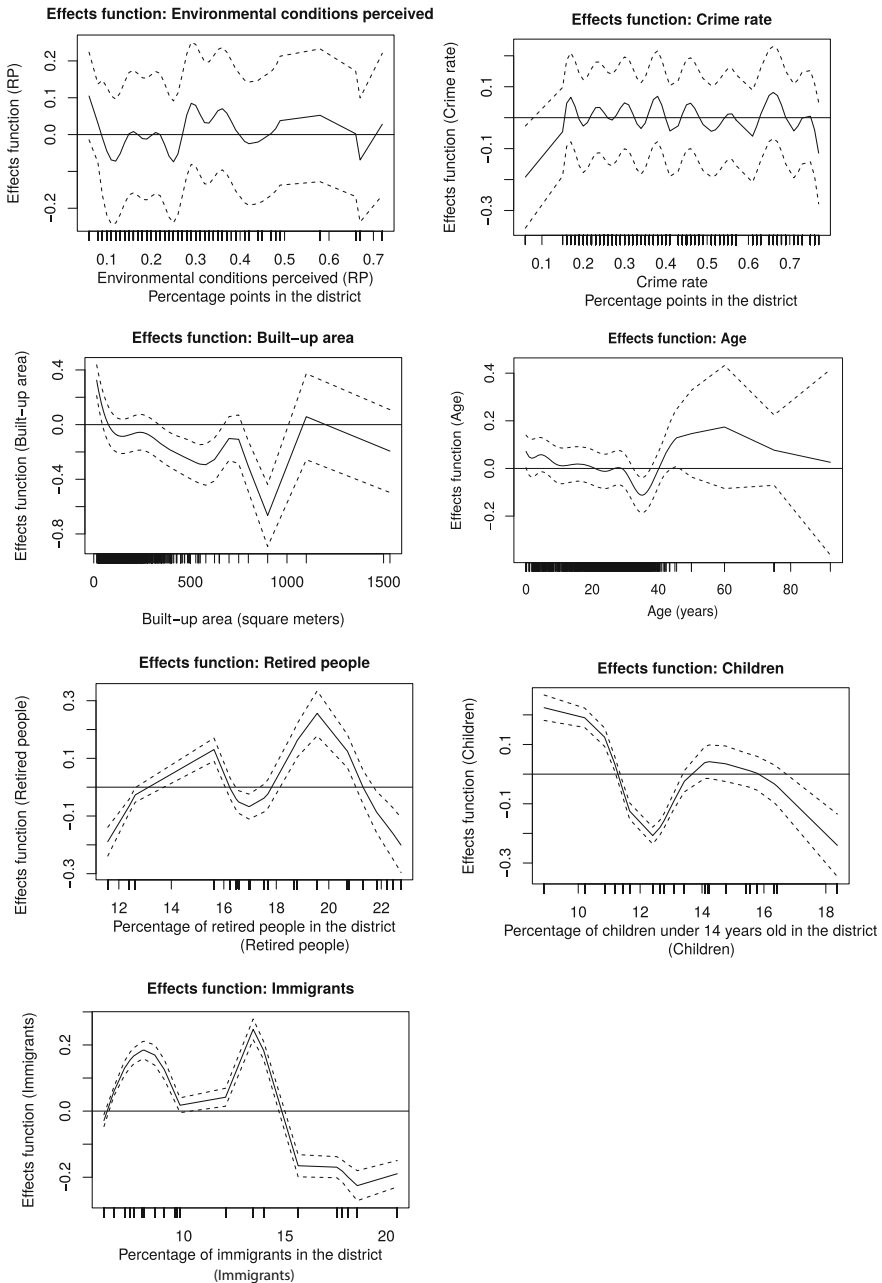 Effects function: Environmental conditions perceived
Effects function (RP)
0.2
0.1
0.0
−0.2
0.1 0.2 0.3 0.4 0.5 0.6 0.7
Environmental conditions perceived (RP)
Percentage points in the district
Effects function: Crime rate
Effects function (Crime rate)
0.1
−0.1
−0.3
0.1 0.2 0.3 0.4 0.5 0.6 0.7
Crime rate
Percentage points in the district
Effects function: Built−up area
Effects function (Built−up area)
0.4
0.0
−0.4
−0.8
0 500 1000 1500
Built−up area (square meters)
Effects function: Age
Effects function (Age)
0.4
0.2
0.0
−0.2
0 20 40 60 80
Age (years)
Effects function: Retired people
Effects function (Retired people)
0.3
0.1
−0.1
−0.3
12 14 16 18 20 22
Percentage of retired people in the district
(Retired people)
Effects function: Children
Effects function (Children)
0.1
−0.1
−0.3
10 12 14 16 18
Percentage of children under 14 years old in the district
(Children)
Effects function: Immigrants
Effects function (Immigrants)
0.2
0.0
−0.2
10 15 20
Percentage of immigrants in the district
(Immigrants)